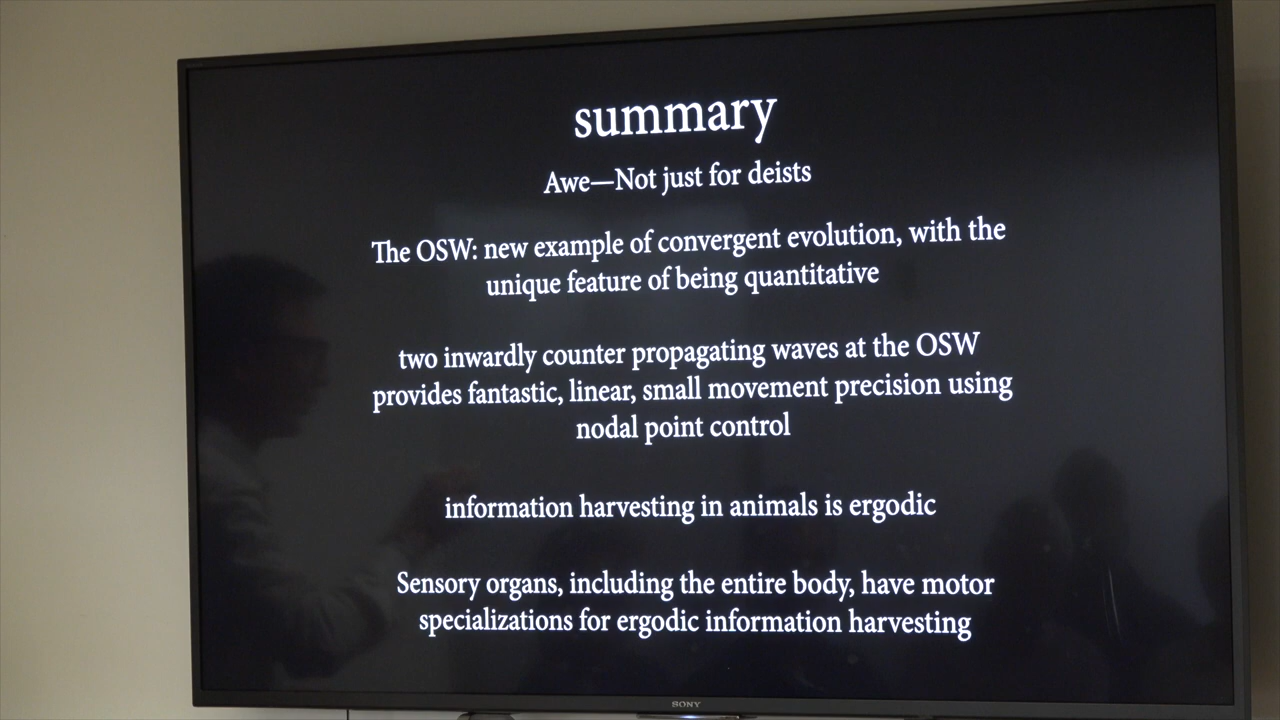 summary
Awe—Not just for deists
The OSW: new example of convergent evolution, with the
unique feature of being quantitative
two inwardly counter propagating waves at the OSW
provides fantastic, linear, small movement precision using
nodal point control
information harvesting in animals is ergodic
Sensory organs, including the entire body, have motor
specializations for ergodic information harvesting
SONY